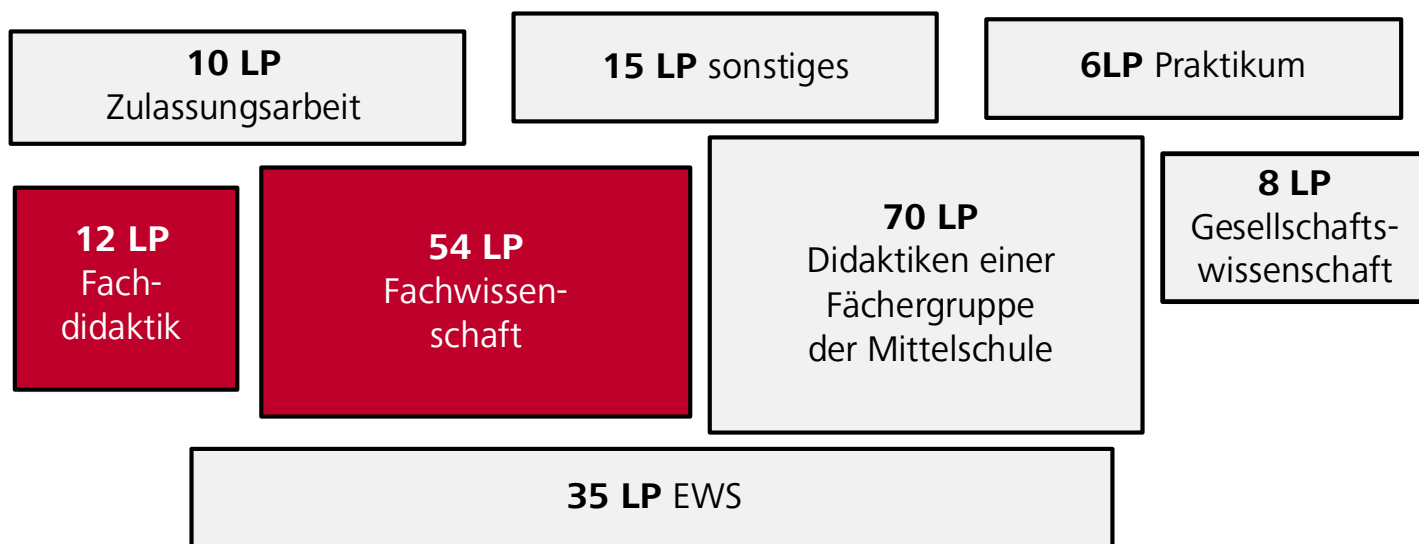 10 LP
Zulassungsarbeit
15 LP sonstiges
6LP Praktikum
12 LP
Fach-
didaktik
54 LP
Fachwissen-
schaft
70 LP
Didaktiken einer
Fächergruppe
der Mittelschule
8 LP
Gesellschafts-
wissenschaft
35 LP EWS